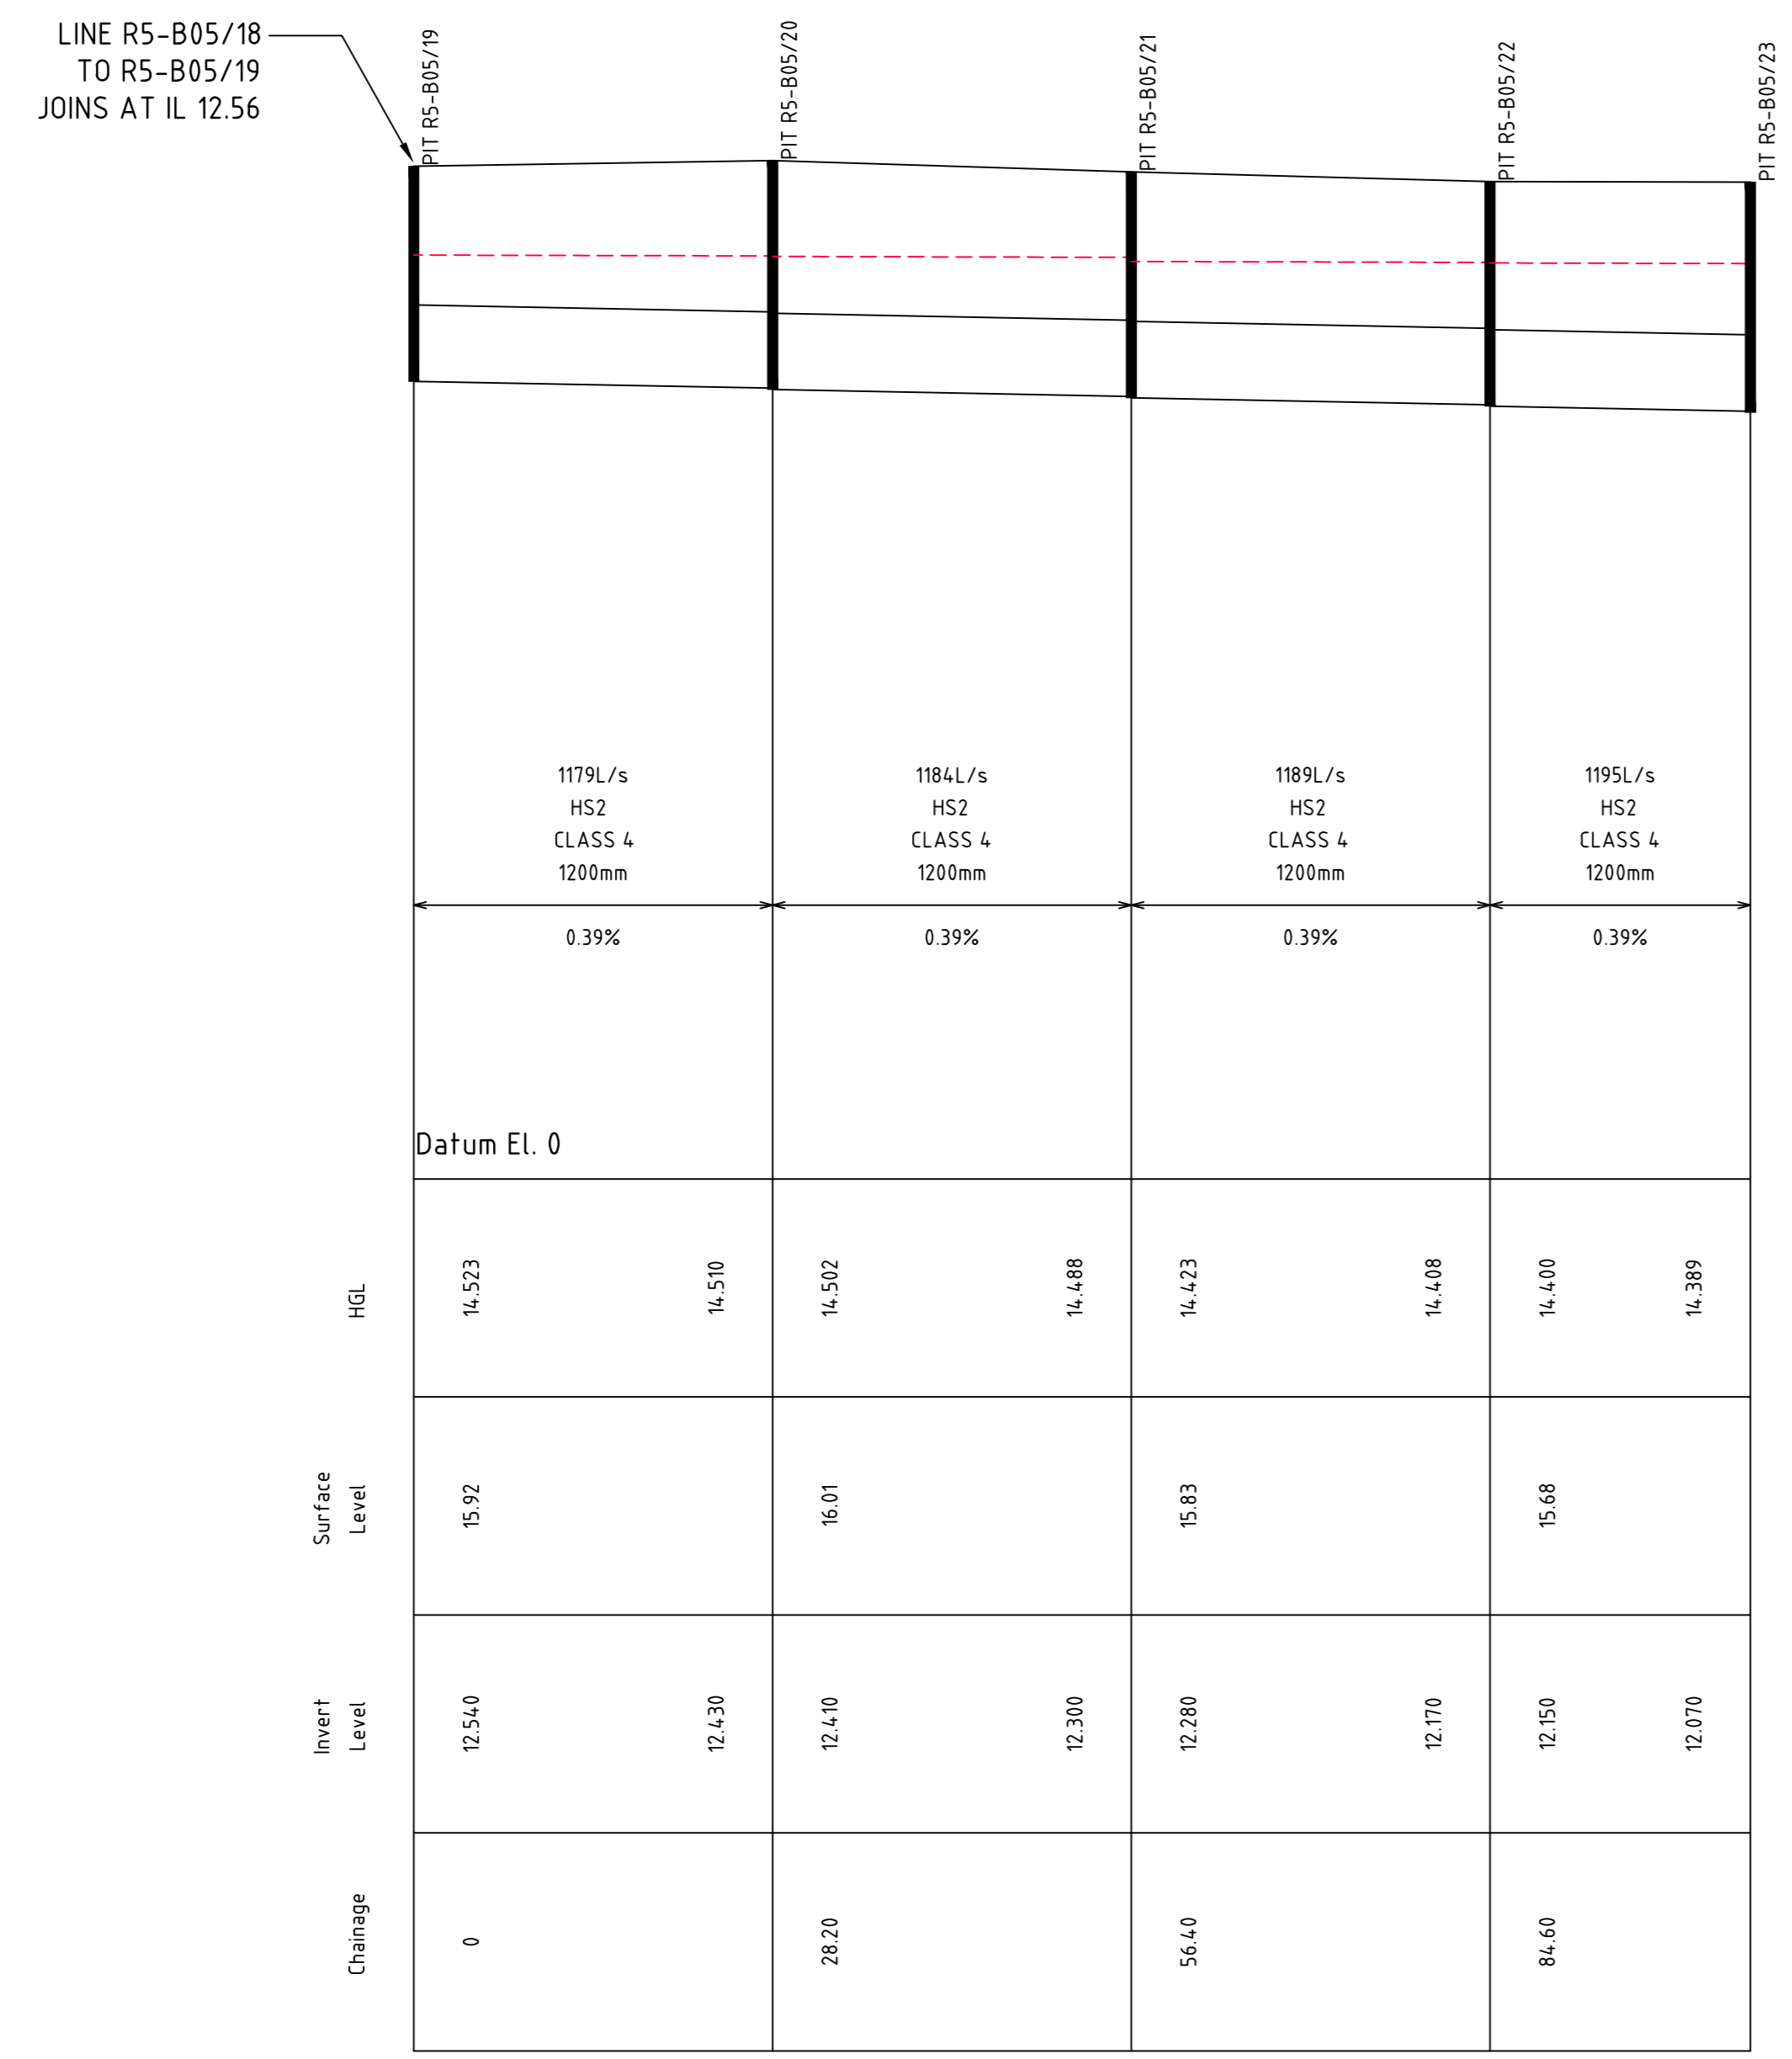 LINE R5-B05/18
TO R5-B05/19
JOINS AT IL 12.56
PIT R5-B05/19
PIT R5-B05/20
PIT R5-B05/21
PIT R5-B05/22
PIT R5-B05/23
1179L/s
HS2
CLASS 4
1200mm
0.39%
1184L/s
HS2
CLASS 4
1200mm
0.39%
1189L/s
HS2
CLASS 4
1200mm
0.39%
1195L/s
HS2
CLASS 4
1200mm
0.39%
Datum El. 0
HGL
14.523
14.510
14.502
14.488
14.423
14.408
14.400
14.389
Surface
Level
15.92
16.01
15.83
15.68
Invert
Level
12.540
12.430
12.410
12.300
12.280
12.170
12.150
12.070
Chainage
0
28.20
56.40
84.60